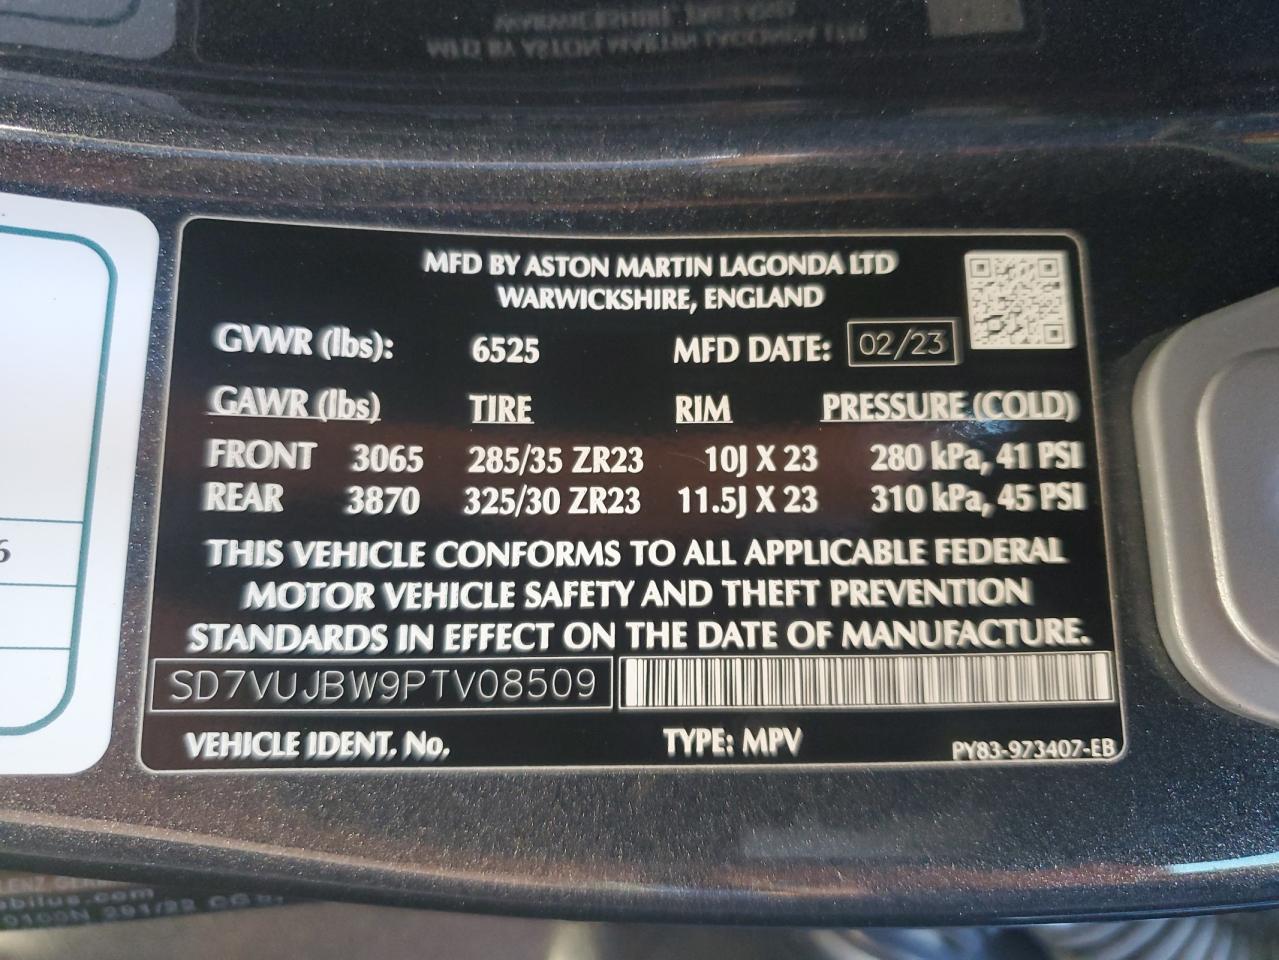 MFD BY ASTON MARTIN LAGONDA LTD
WARWICKSHIRE, ENGLAND
GVWR (lbs): 6525 MFD DATE: 02/23
GAWR (lbs) TIRE RIM PRESSURE (COLD)
FRONT 3065 285/35 ZR23 10J X 23 280 kPa, 41 PSI
REAR 3870 325/30 ZR23 11.5J X 23 310 kPa, 45 PSI
THIS VEHICLE CONFORMS TO ALL APPLICABLE FEDERAL
MOTOR VEHICLE SAFETY AND THEFT PREVENTION
STANDARDS IN EFFECT ON THE DATE OF MANUFACTURE.
SD7VUJBW9PTV08509
VEHICLE IDENT. No. TYPE: MPV PY83-973407-EB
6
291/22